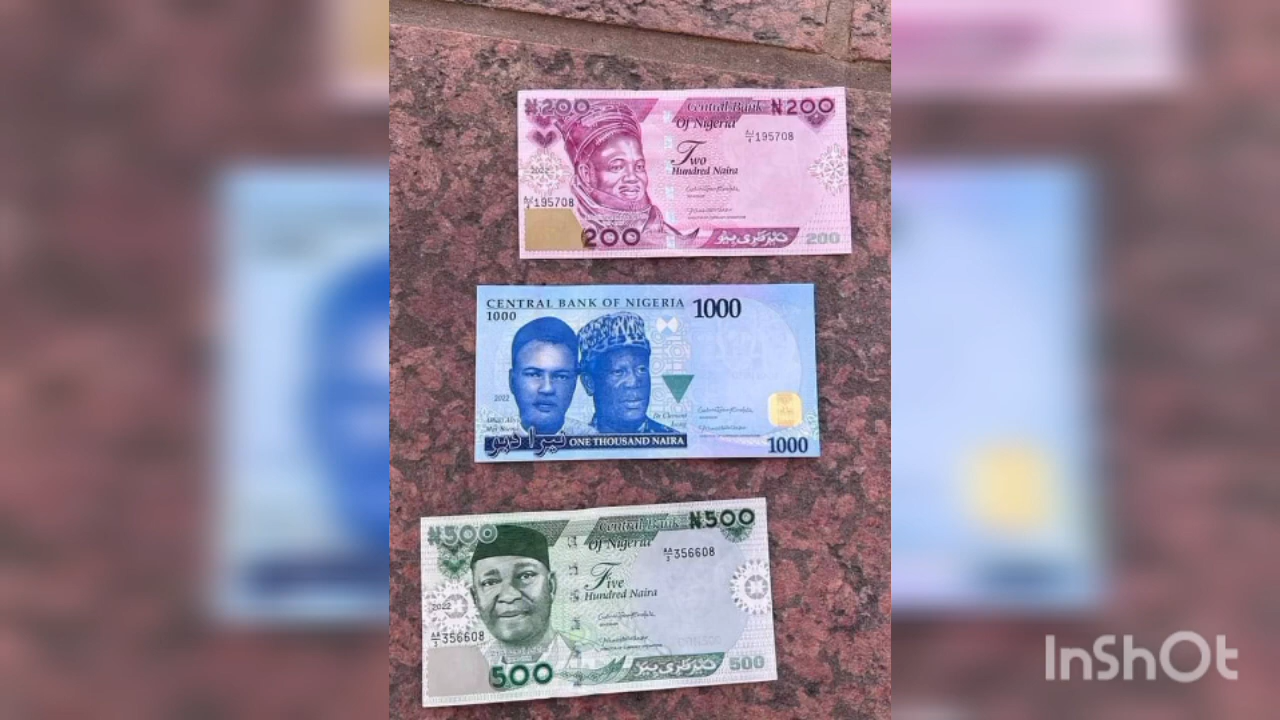 ₦200
Central Bank
Of Nigeria
₦200
195708
Two
Hundred Naira
2022
195708
200
200
CENTRAL BANK OF NIGERIA
1000
1000
2022
ONE THOUSAND NAIRA
1000
₦500
Central Bank
Of Nigeria
₦500
356608
Five
Hundred Naira
2022
356608
500
500
InShOt